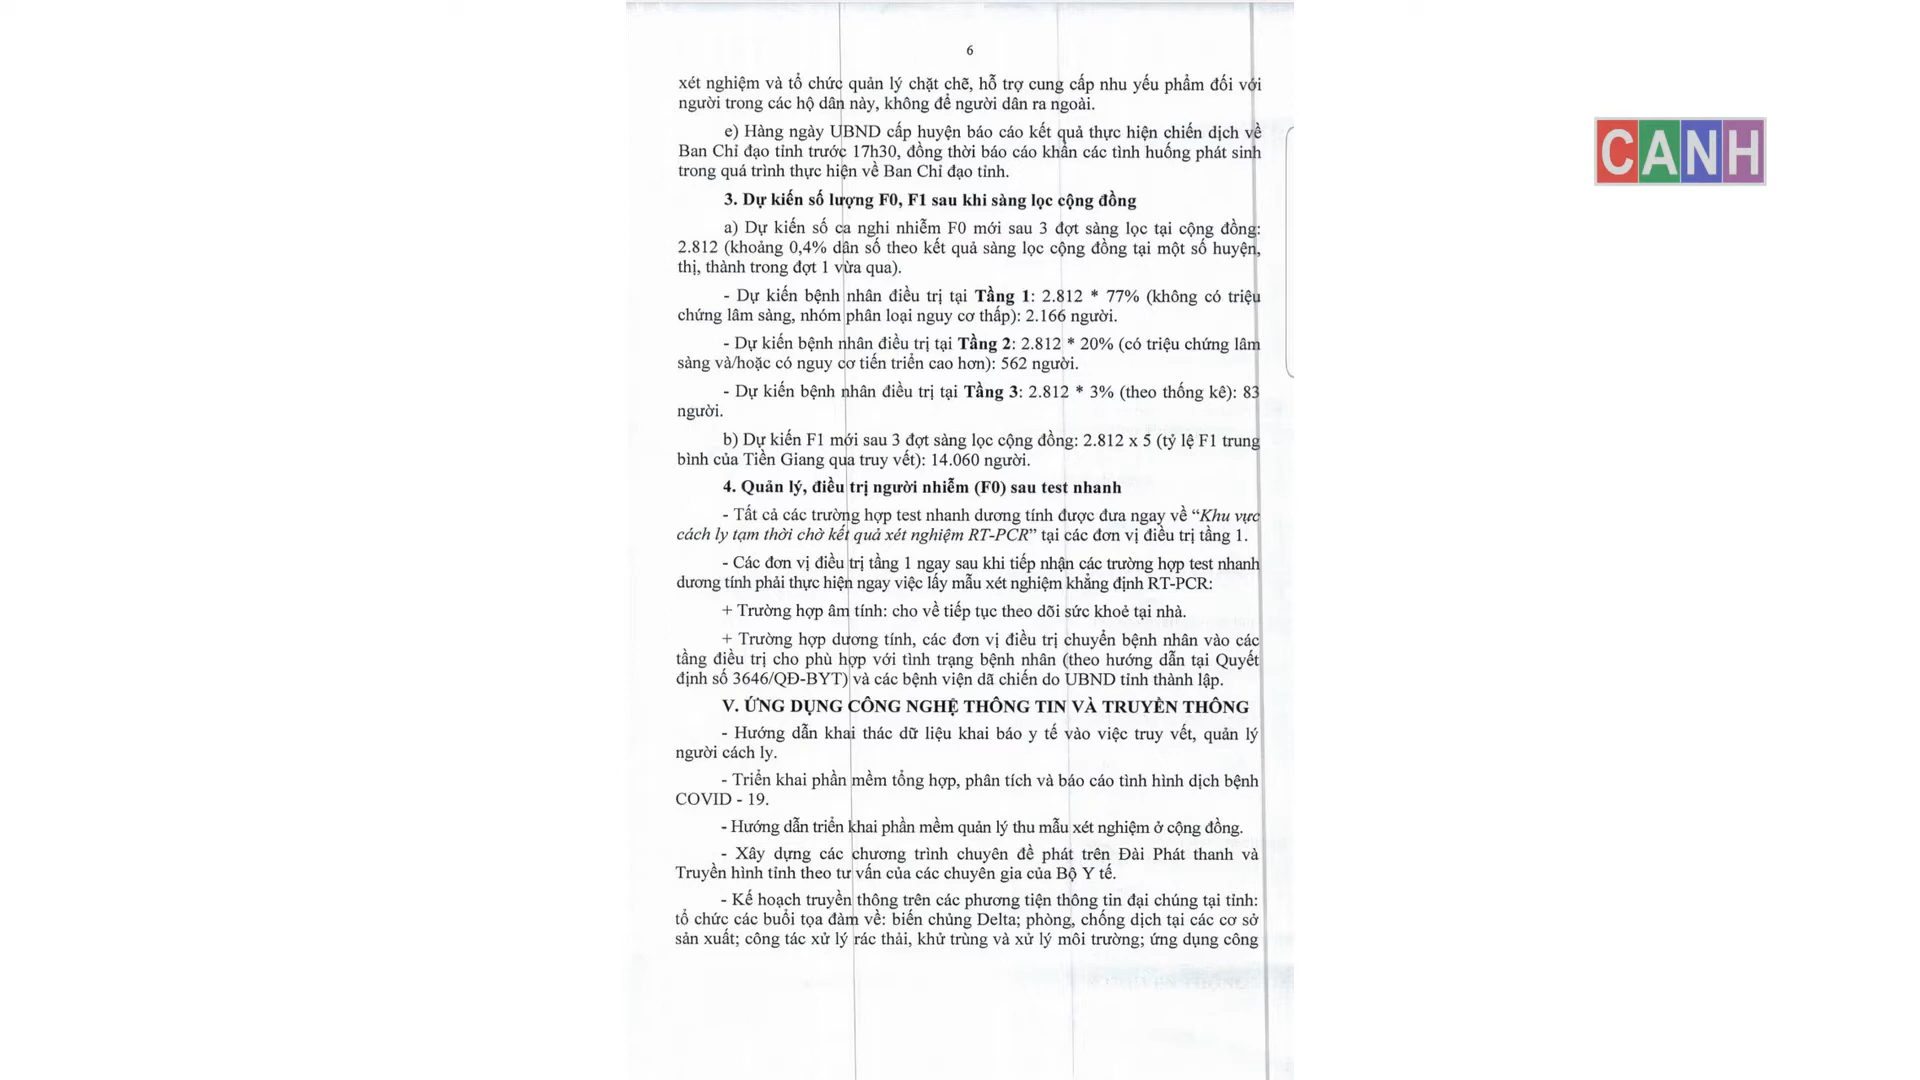 6
xét nghiệm và tổ chức quản lý chặt chẽ, hỗ trợ cung cấp nhu yếu phẩm đối với
người trong các hộ dân này, không để người dân ra ngoài.
e) Hàng ngày UBND cấp huyện báo cáo kết quả thực hiện chiến dịch về
Ban Chỉ đạo tỉnh trước 17h30, đồng thời báo cáo khẩn các tình huống phát sinh
trong quá trình thực hiện về Ban Chỉ đạo tỉnh.
3. Dự kiến số lượng F0, F1 sau khi sàng lọc cộng đồng
a) Dự kiến số ca nghi nhiễm F0 mới sau 3 đợt sàng lọc tại cộng đồng:
2.812 (khoảng 0,4% dân số theo kết quả sàng lọc cộng đồng tại một số huyện,
thị, thành trong đợt 1 vừa qua).
- Dự kiến bệnh nhân điều trị tại Tầng 1: 2.812 * 77% (không có triệu
chứng lâm sàng, nhóm phân loại nguy cơ thấp): 2.166 người.
- Dự kiến bệnh nhân điều trị tại Tầng 2: 2.812 * 20% (có triệu chứng lâm
sàng và/hoặc có nguy cơ tiến triển cao hơn): 562 người.
- Dự kiến bệnh nhân điều trị tại Tầng 3: 2.812 * 3% (theo thống kê): 83
người.
b) Dự kiến F1 mới sau 3 đợt sàng lọc cộng đồng: 2.812 x 5 (tỷ lệ F1 trung
bình của Tiền Giang qua truy vết): 14.060 người.
4. Quản lý, điều trị người nhiễm (F0) sau test nhanh
- Tất cả các trường hợp test nhanh dương tính được đưa ngay về “Khu vực
cách ly tạm thời chờ kết quả xét nghiệm RT-PCR” tại các đơn vị điều trị tầng 1.
- Các đơn vị điều trị tầng 1 ngay sau khi tiếp nhận các trường hợp test nhanh
dương tính phải thực hiện ngay việc lấy mẫu xét nghiệm khẳng định RT-PCR:
+ Trường hợp âm tính: cho về tiếp tục theo dõi sức khoẻ tại nhà.
+ Trường hợp dương tính, các đơn vị điều trị chuyển bệnh nhân vào các
tầng điều trị cho phù hợp với tình trạng bệnh nhân (theo hướng dẫn tại Quyết
định số 3646/QĐ-BYT) và các bệnh viện dã chiến do UBND tỉnh thành lập.
V. ỨNG DỤNG CÔNG NGHỆ THÔNG TIN VÀ TRUYỀN THÔNG
- Hướng dẫn khai thác dữ liệu khai báo y tế vào việc truy vết, quản lý
người cách ly.
- Triển khai phần mềm tổng hợp, phân tích và báo cáo tình hình dịch bệnh
COVID - 19.
- Hướng dẫn triển khai phần mềm quản lý thu mẫu xét nghiệm ở cộng đồng.
- Xây dựng các chương trình chuyên đề phát trên Đài Phát thanh và
Truyền hình tỉnh theo tư vấn của các chuyên gia của Bộ Y tế.
- Kế hoạch truyền thông trên các phương tiện thông tin đại chúng tại tỉnh:
tổ chức các buổi tọa đàm về: biến chủng Delta; phòng, chống dịch tại các cơ sở
sản xuất; công tác xử lý rác thải, khử trùng và xử lý môi trường; ứng dụng công
CANH